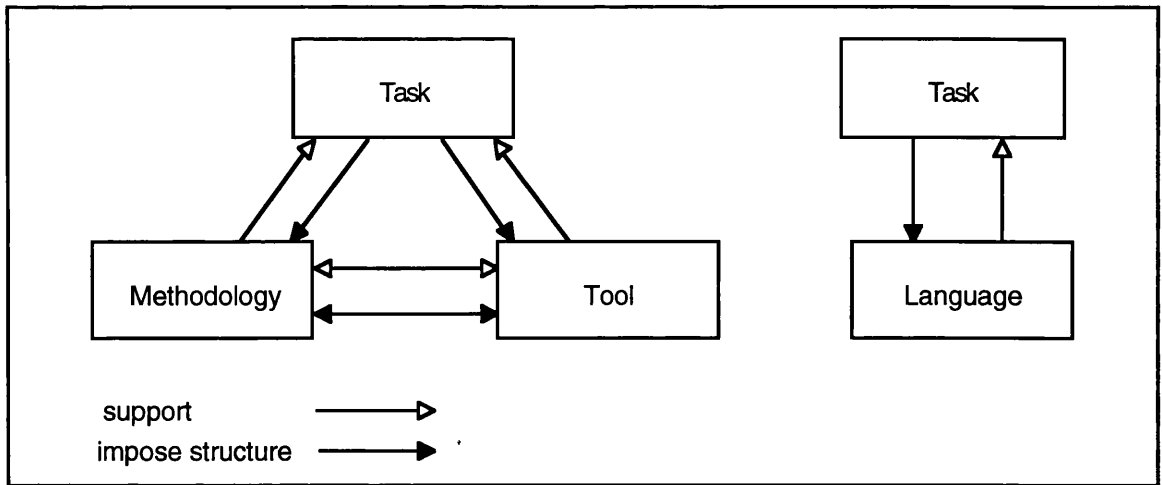 Task
Task
Methodology
Tool
Language
support
impose structure